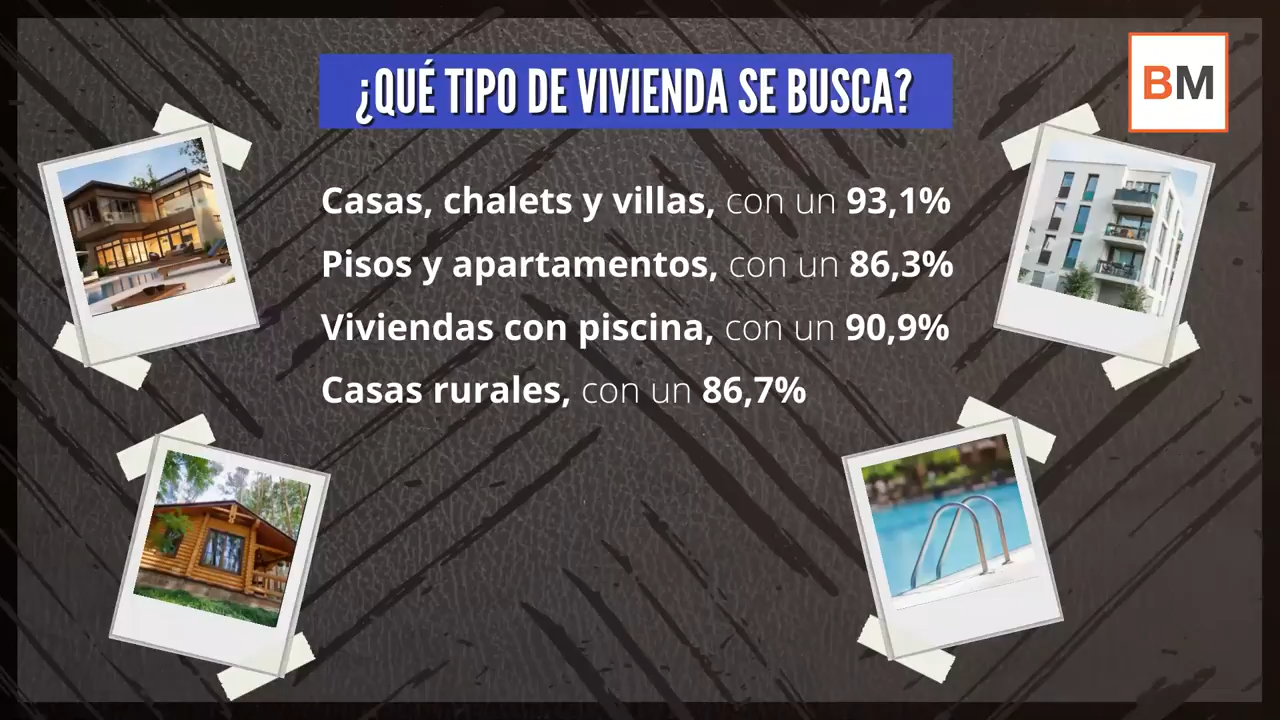 ¿QUÉ TIPO DE VIVIENDA SE BUSCA?
BM
Casas, chalets y villas, con un 93,1%
Pisos y apartamentos, con un 86,3%
Viviendas con piscina, con un 90,9%
Casas rurales, con un 86,7%